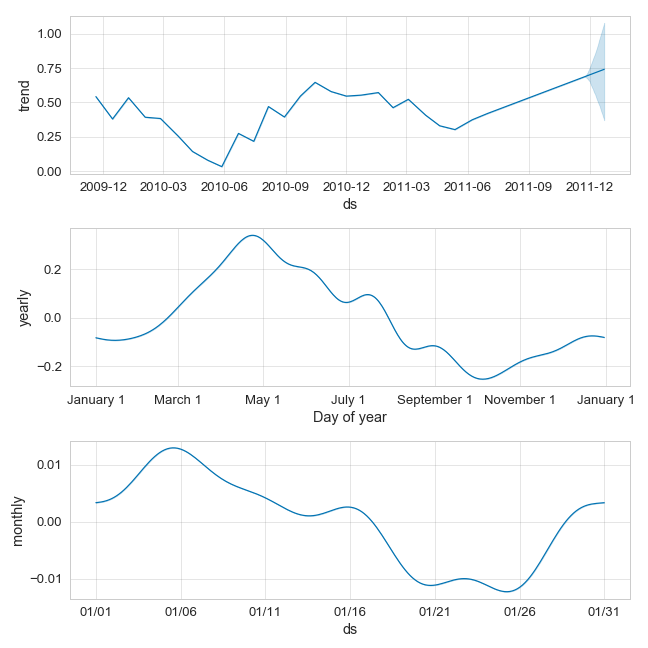 1.00
0.75
0.50
0.25
0.00
trend
2009-12 2010-03 2010-06 2010-09 2010-12 2011-03 2011-06 2011-09 2011-12
ds
0.2
0.0
−0.2
yearly
January 1 March 1 May 1 July 1 September 1 November 1 January 1
Day of year
0.01
0.00
−0.01
monthly
01/01 01/06 01/11 01/16 01/21 01/26 01/31
ds